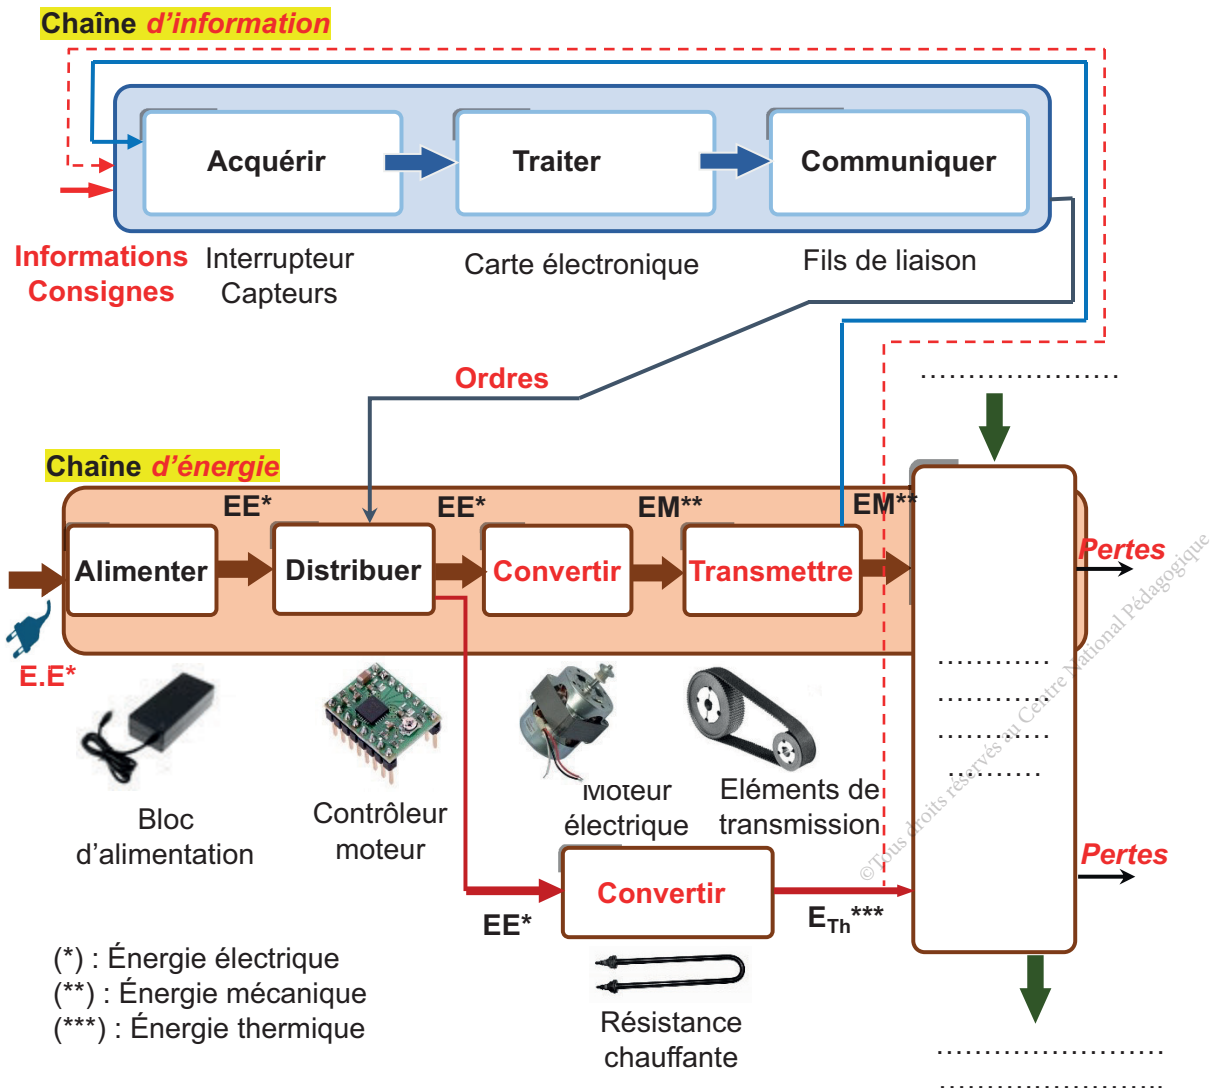 Chaîne d'information
Acquérir
Traiter
Communiquer
Informations
Consignes
Interrupteur
Capteurs
Carte électronique
Fils de liaison
Ordres
.....................
Chaîne d'énergie
EE*
EE*
EM**
EM**
Alimenter
Distribuer
Convertir
Transmettre
Pertes
E.E*
............
............
............
..........
Bloc
d'alimentation
Contrôleur
moteur
Moteur
électrique
Eléments de
transmission
Pertes
Convertir
EE*
ETh***
(*) : Énergie électrique
(**) : Énergie mécanique
(***) : Énergie thermique
Résistance
chauffante
........................
........................
©Tous droits réservés au Centre National Pédagogique